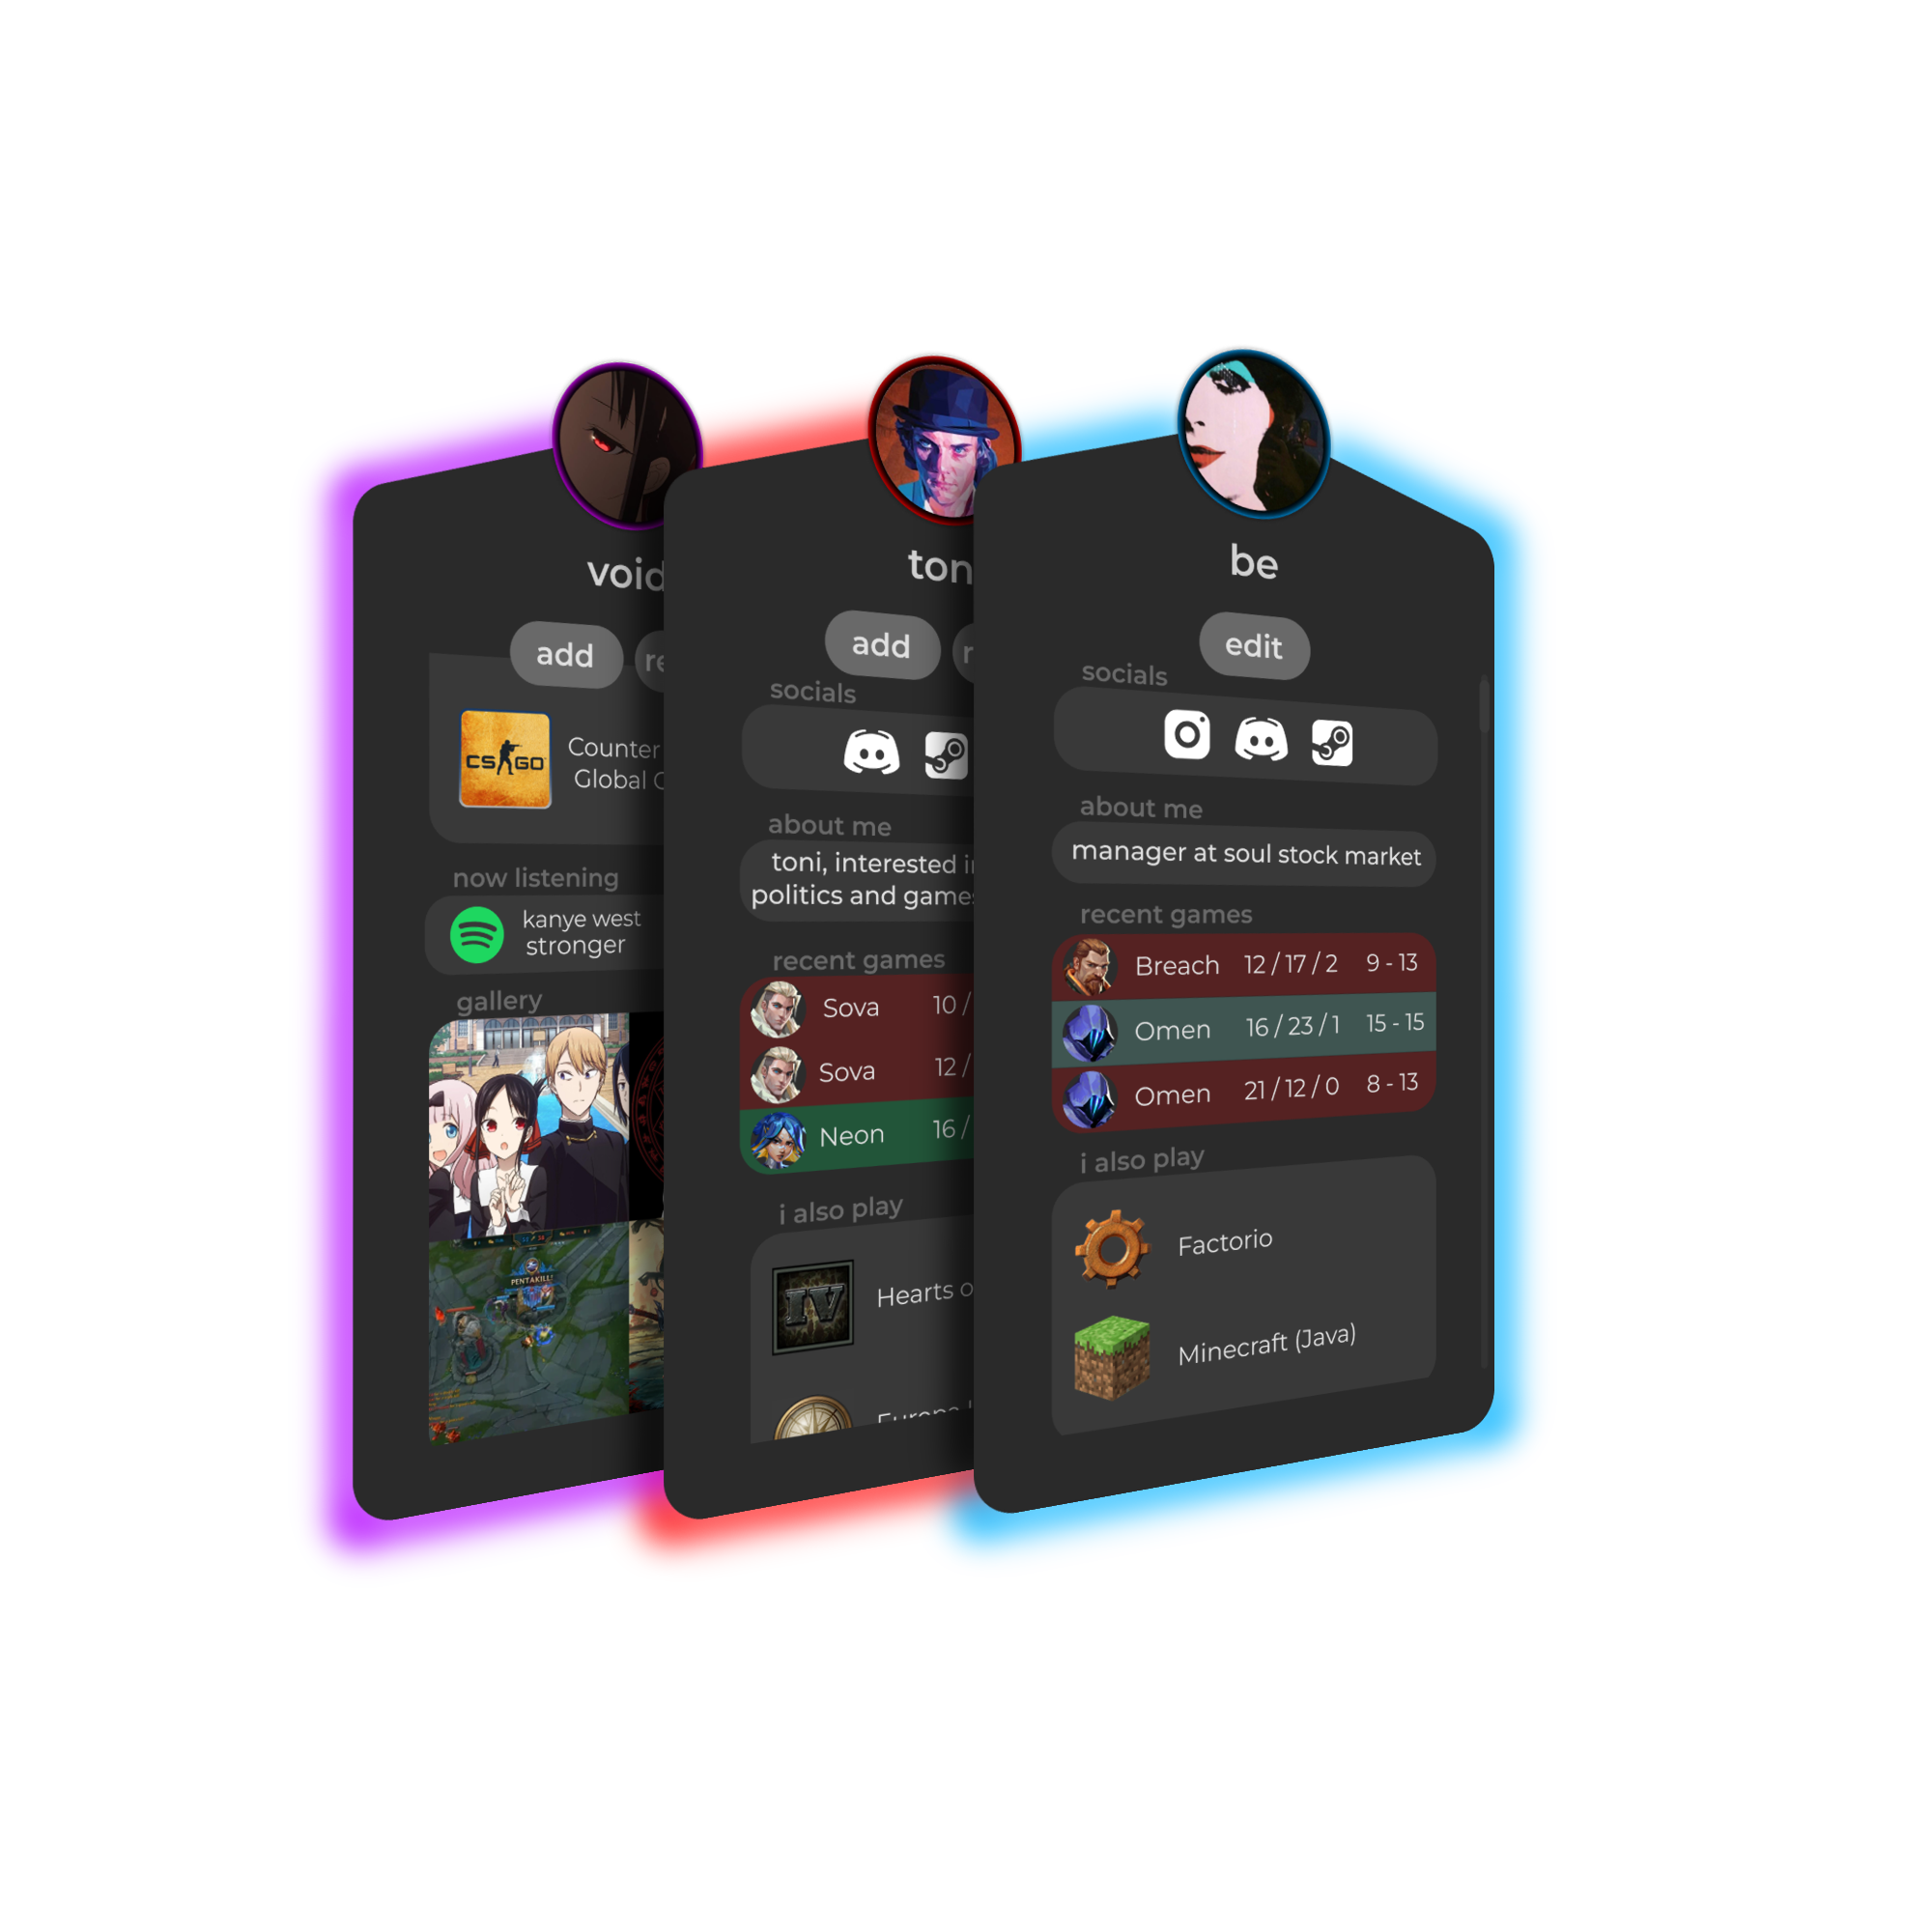 void
add
re
CS GO
Counter
Global
now listening
kanye west
stronger
gallery
PENTAKILL!
ton
add
r
socials
about me
toni, interested i
politics and game
recent games
Sova 10 /
Sova 12 /
Neon 16 /
i also play
IV
Hearts o
Europa
be
edit
socials
about me
manager at soul stock market
recent games
Breach 12 / 17 / 2 9 - 13
Omen 16 / 23 / 1 15 - 15
Omen 21 / 12 / 0 8 - 13
i also play
Factorio
Minecraft (Java)